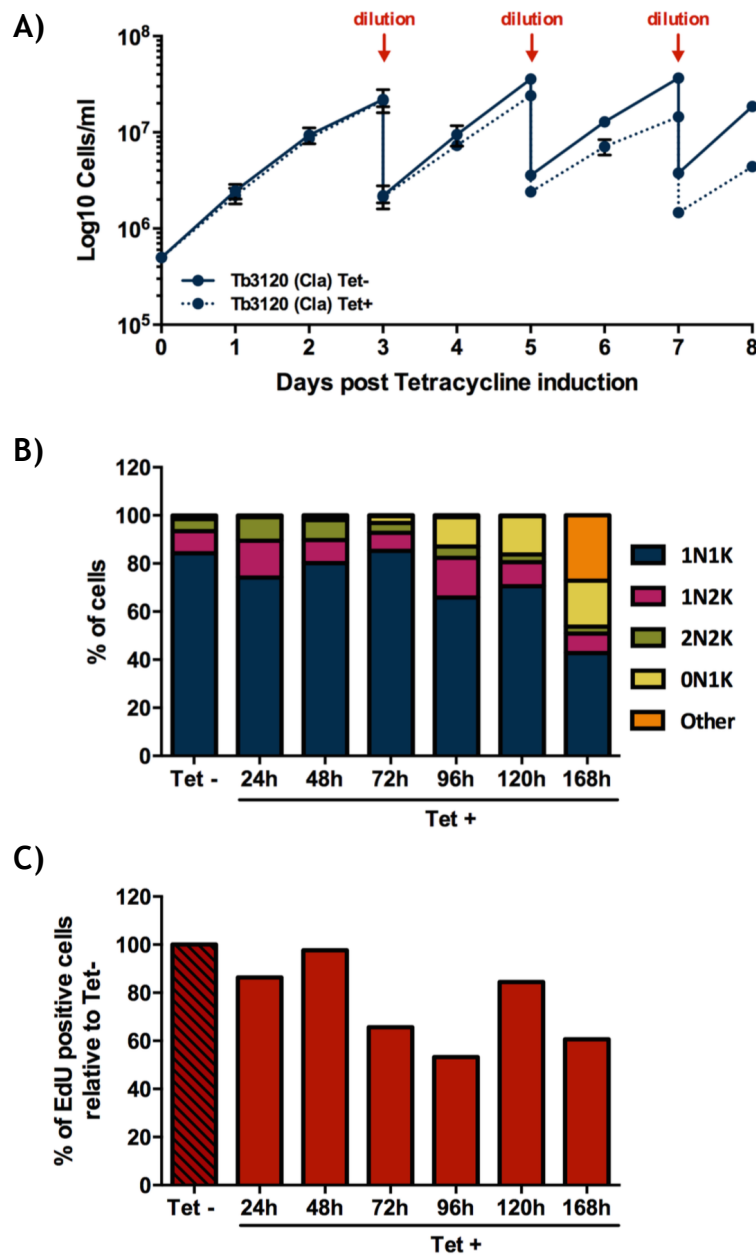 A)
dilution dilution dilution
10^8
10^7
10^6
10^5
Log10 Cells/ml
Tb3120 (Cla) Tet-
Tb3120 (Cla) Tet+
0 1 2 3 4 5 6 7 8
Days post Tetracycline induction
B)
120
100
80
60
40
20
0
% of cells
1N1K
1N2K
2N2K
0N1K
Other
Tet - 24h 48h 72h 96h 120h 168h
Tet +
C)
120
100
80
60
40
20
0
% of EdU positive cells
relative to Tet-
Tet - 24h 48h 72h 96h 120h 168h
Tet +